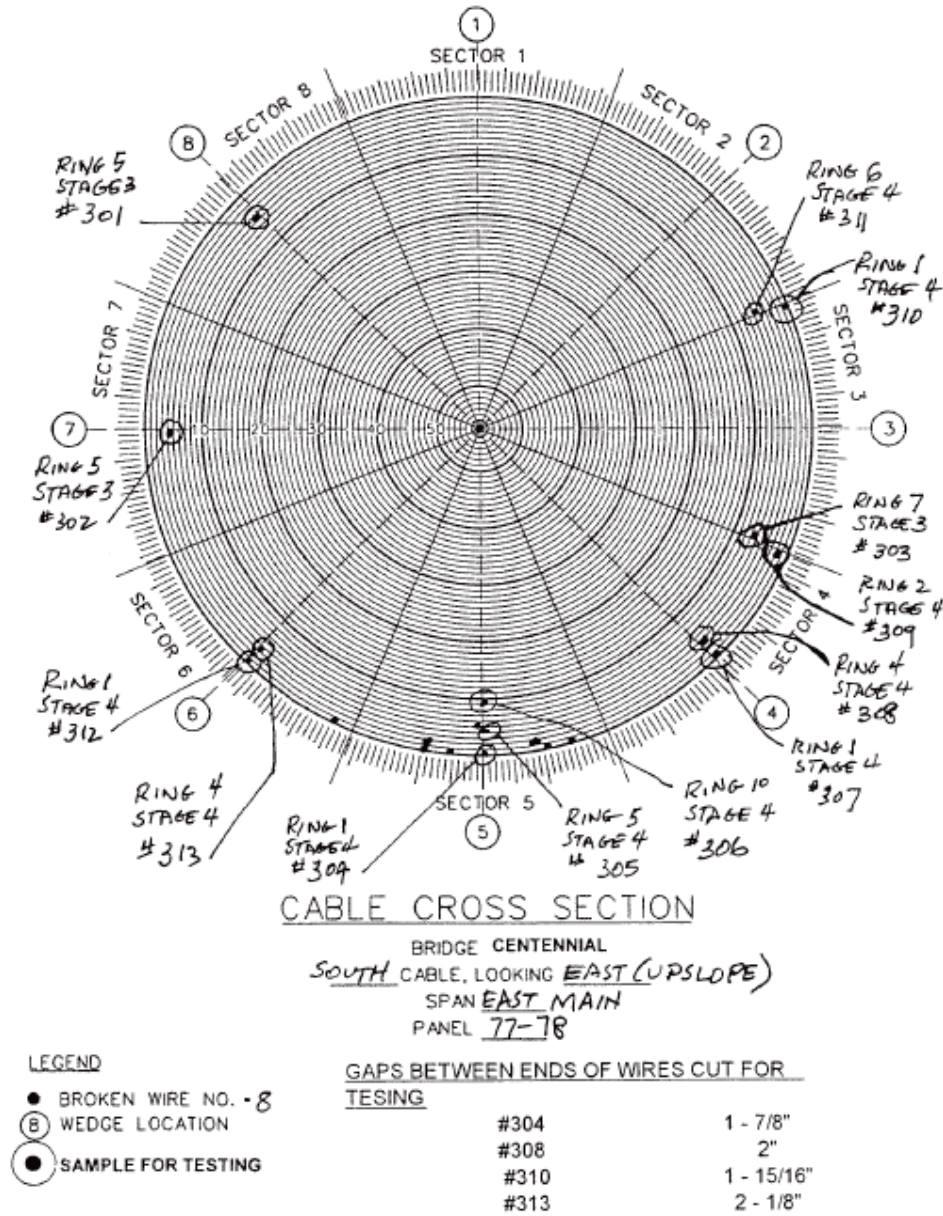 1
SECTOR 1
SECTOR 8
SECTOR 2
8
2
RING 5
STAGE 3
#301
RING 6
STAGE 4
#311
RING 1
STAGE 4
#310
SECTOR 7
SECTOR 3
7
10 20 30 40 50
3
RING 5
STAGE 3
#302
RING 7
STAGE 3
#303
RING 2
STAGE 4
#309
SECTOR 6
SECTOR 4
RING 4
STAGE 4
#308
RING 1
STAGE 4
#312
6
4
RING 1
STAGE 4
#307
RING 4
STAGE 4
#313
SECTOR 5
5
RING 1
STAGE 4
#304
RING 5
STAGE 4
# 305
RING 10
STAGE 4
#306
CABLE CROSS SECTION
BRIDGE CENTENNIAL
SOUTH CABLE, LOOKING EAST (UPSLOPE)
SPAN EAST MAIN
PANEL 77-78
LEGEND
BROKEN WIRE NO. - 8
8 WEDGE LOCATION
SAMPLE FOR TESTING
GAPS BETWEEN ENDS OF WIRES CUT FOR
TESING
#304 1 - 7/8"
#308 2"
#310 1 - 15/16"
#313 2 - 1/8"